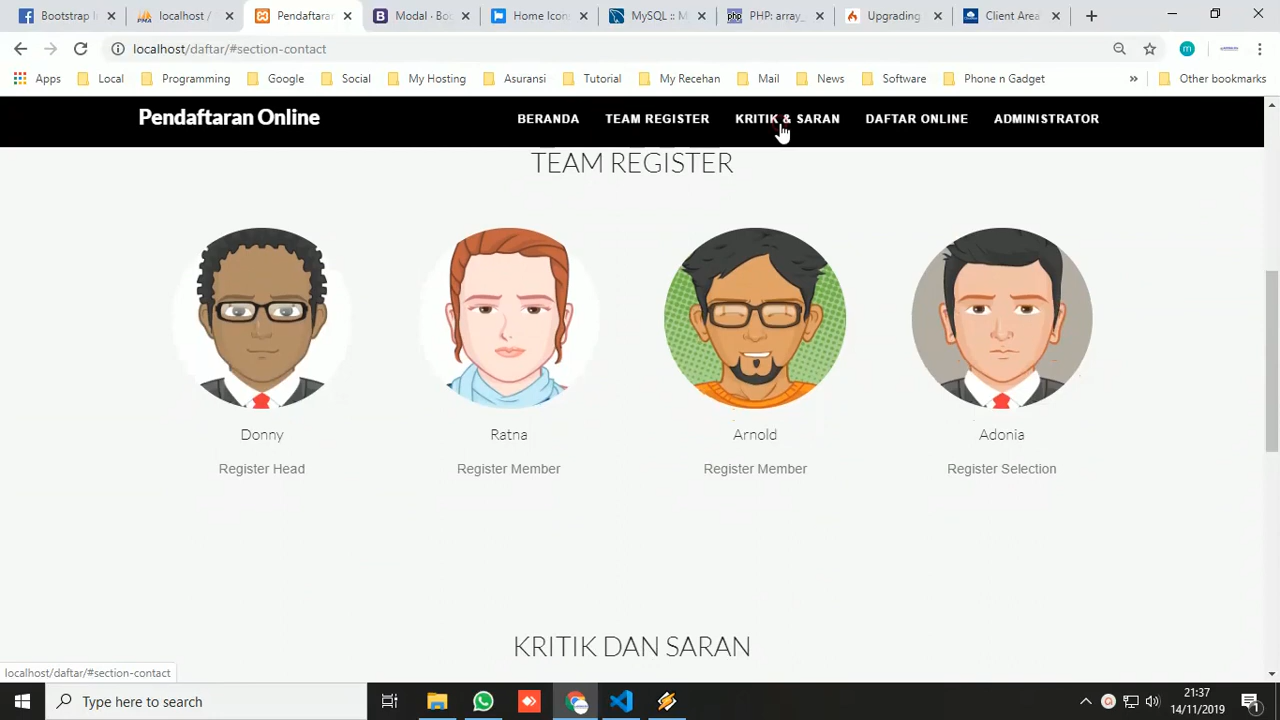 Bootstrap I
localhost /
Pendaftaran
Modal · Boo
Home Icons
MySQL :: M
PHP: array_
Upgrading
Client Area
localhost/daftar/#section-contact
Apps
Local
Programming
Google
Social
My Hosting
Asuransi
Tutorial
My Recehan
Mail
News
Software
Phone n Gadget
»
Other bookmarks
Pendaftaran Online
BERANDA
TEAM REGISTER
KRITIK & SARAN
DAFTAR ONLINE
ADMINISTRATOR
TEAM REGISTER
Donny
Ratna
Arnold
Adonia
Register Head
Register Member
Register Member
Register Selection
KRITIK DAN SARAN
localhost/daftar/#section-contact
Type here to search
21:37
14/11/2019